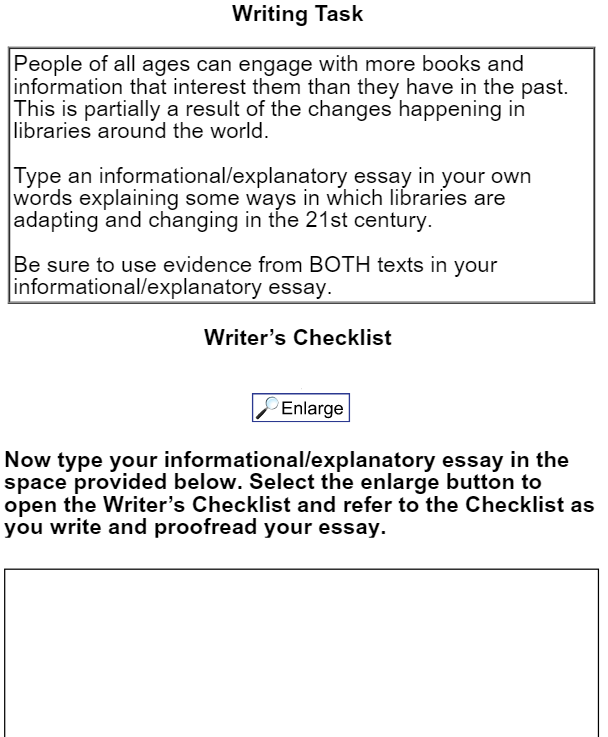 Writing Task
People of all ages can engage with more books and
information that interest them than they have in the past.
This is partially a result of the changes happening in
libraries around the world.
Type an informational/explanatory essay in your own
words explaining some ways in which libraries are
adapting and changing in the 21st century.
Be sure to use evidence from BOTH texts in your
informational/explanatory essay.
Writer’s Checklist
Enlarge
Now type your informational/explanatory essay in the
space provided below. Select the enlarge button to
open the Writer’s Checklist and refer to the Checklist as
you write and proofread your essay.